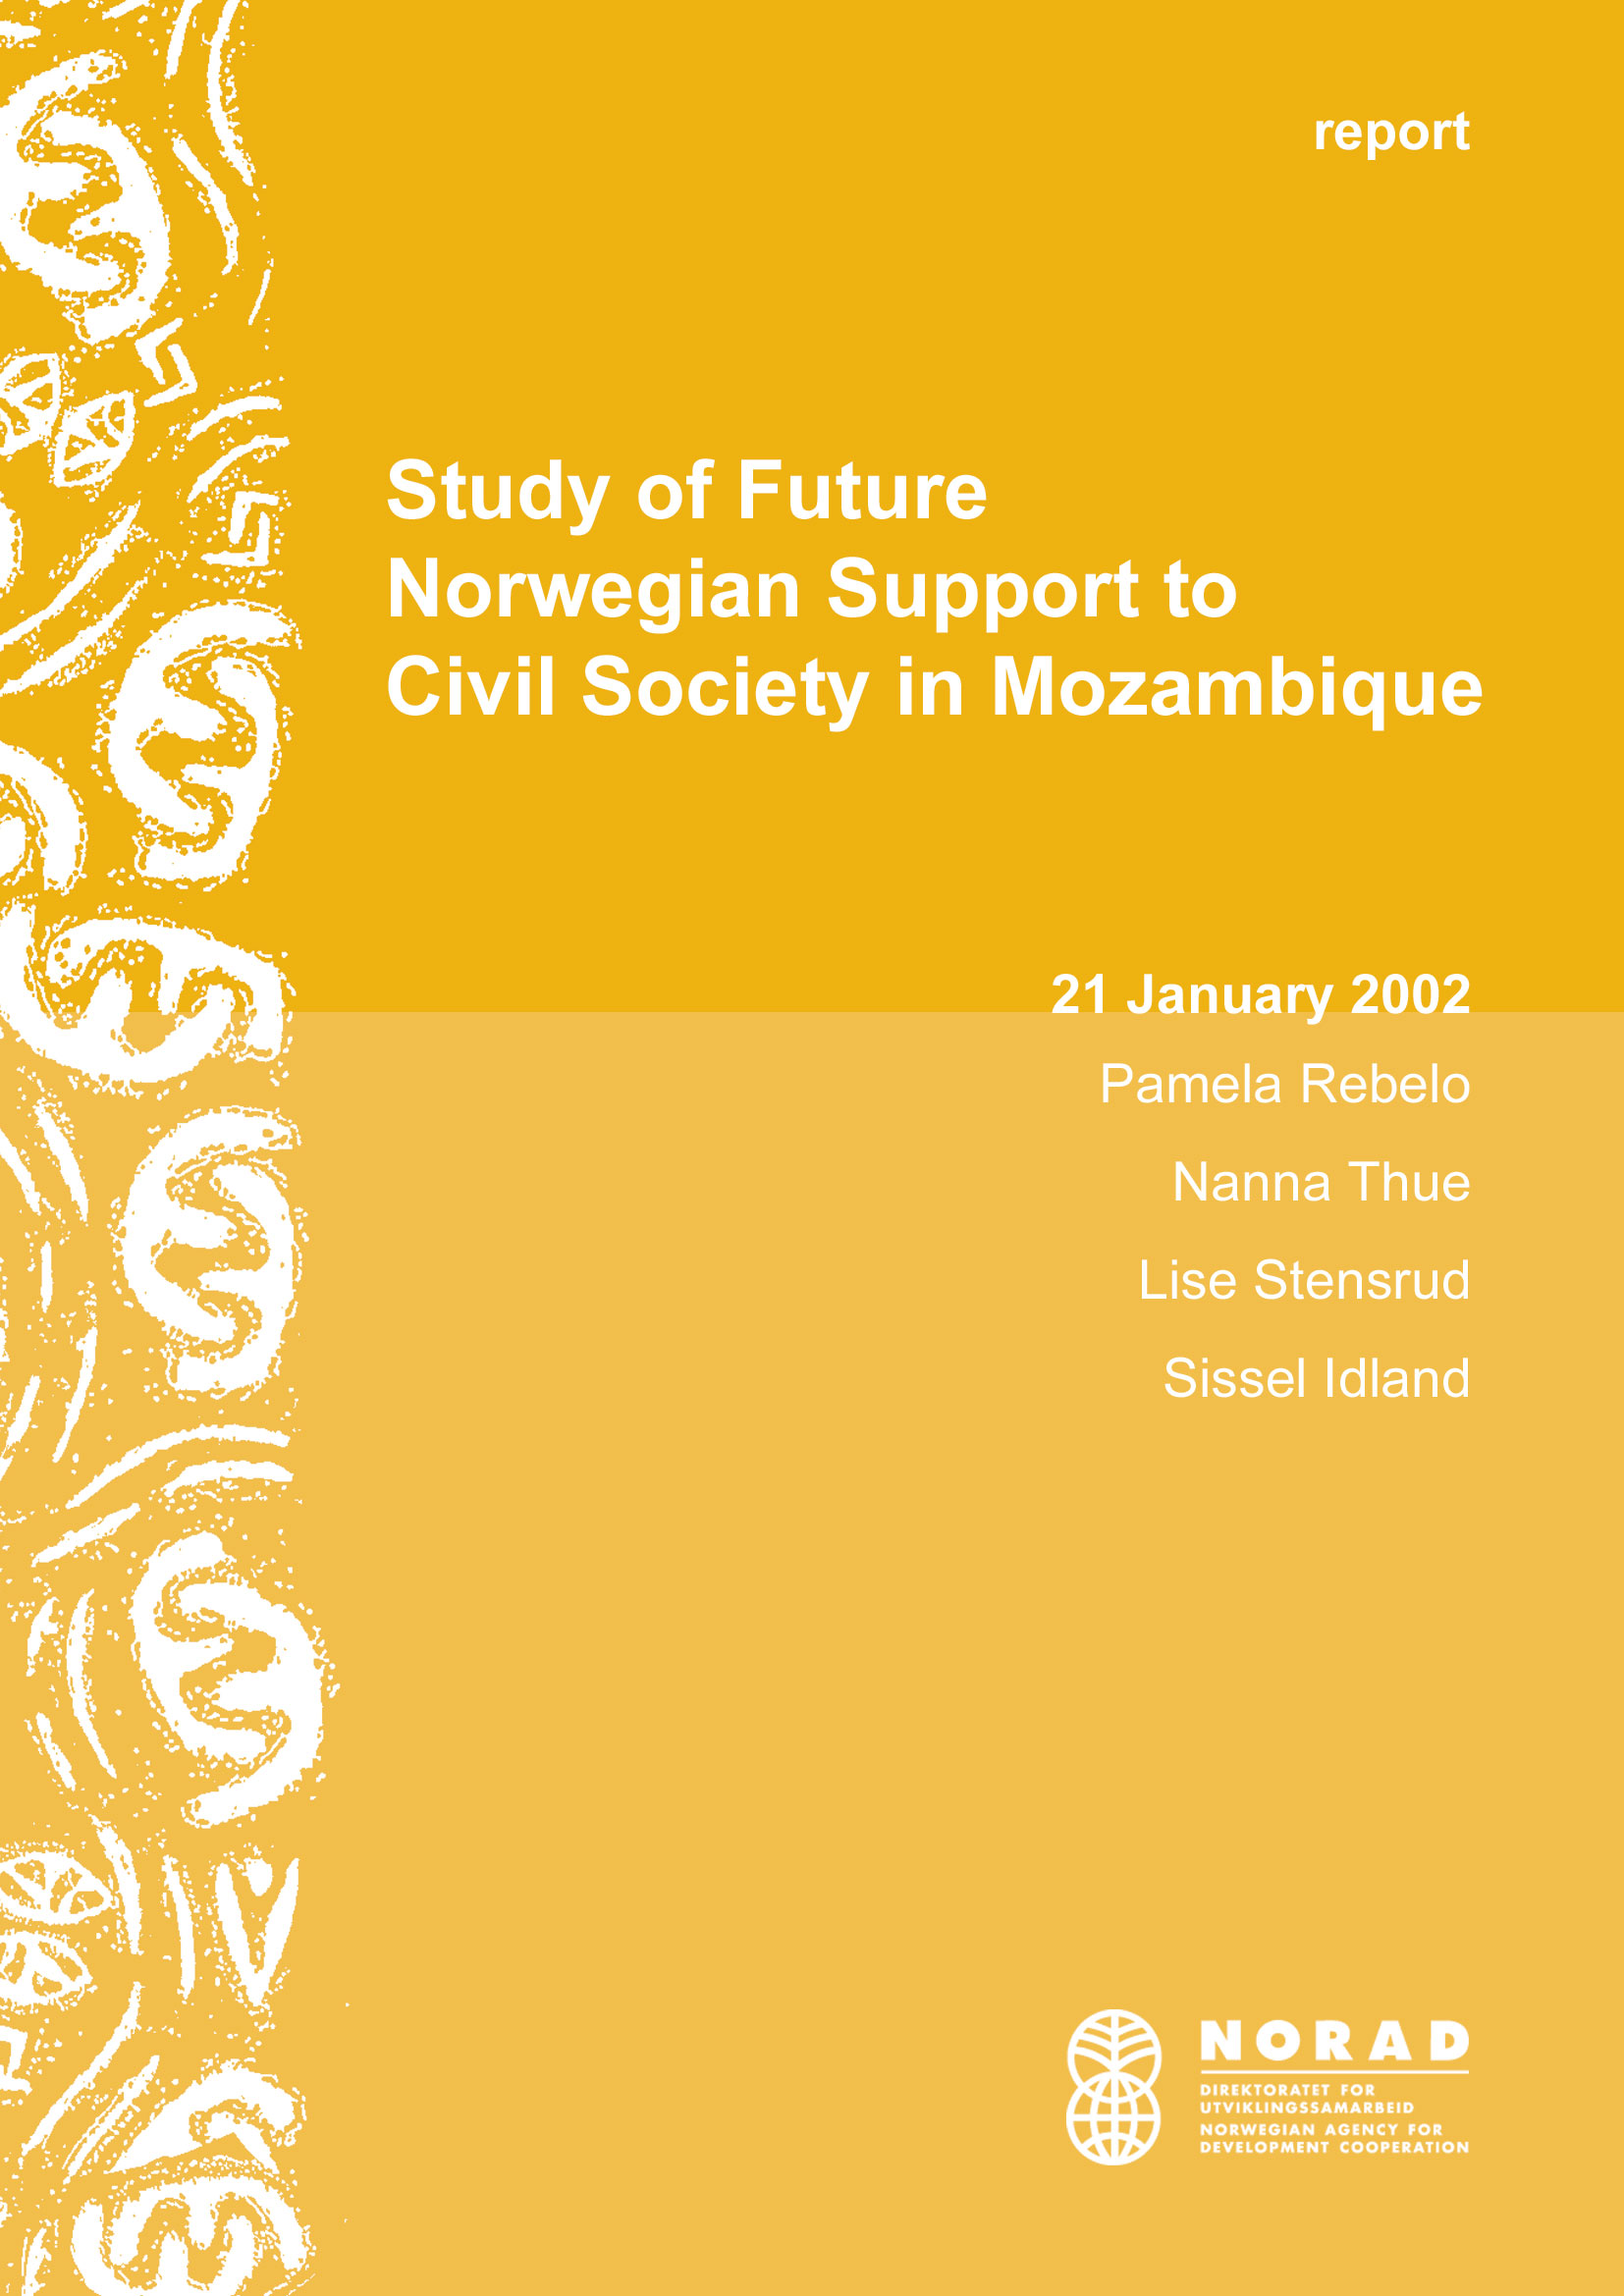 report
Study of Future
Norwegian Support to
Civil Society in Mozambique
21 January 2002
Pamela Rebelo
Nanna Thue
Lise Stensrud
Sissel Idland
NORAD
DIREKTORATET FOR
UTVIKLINGSSAMARBEID
NORWEGIAN AGENCY FOR
DEVELOPMENT COOPERATION